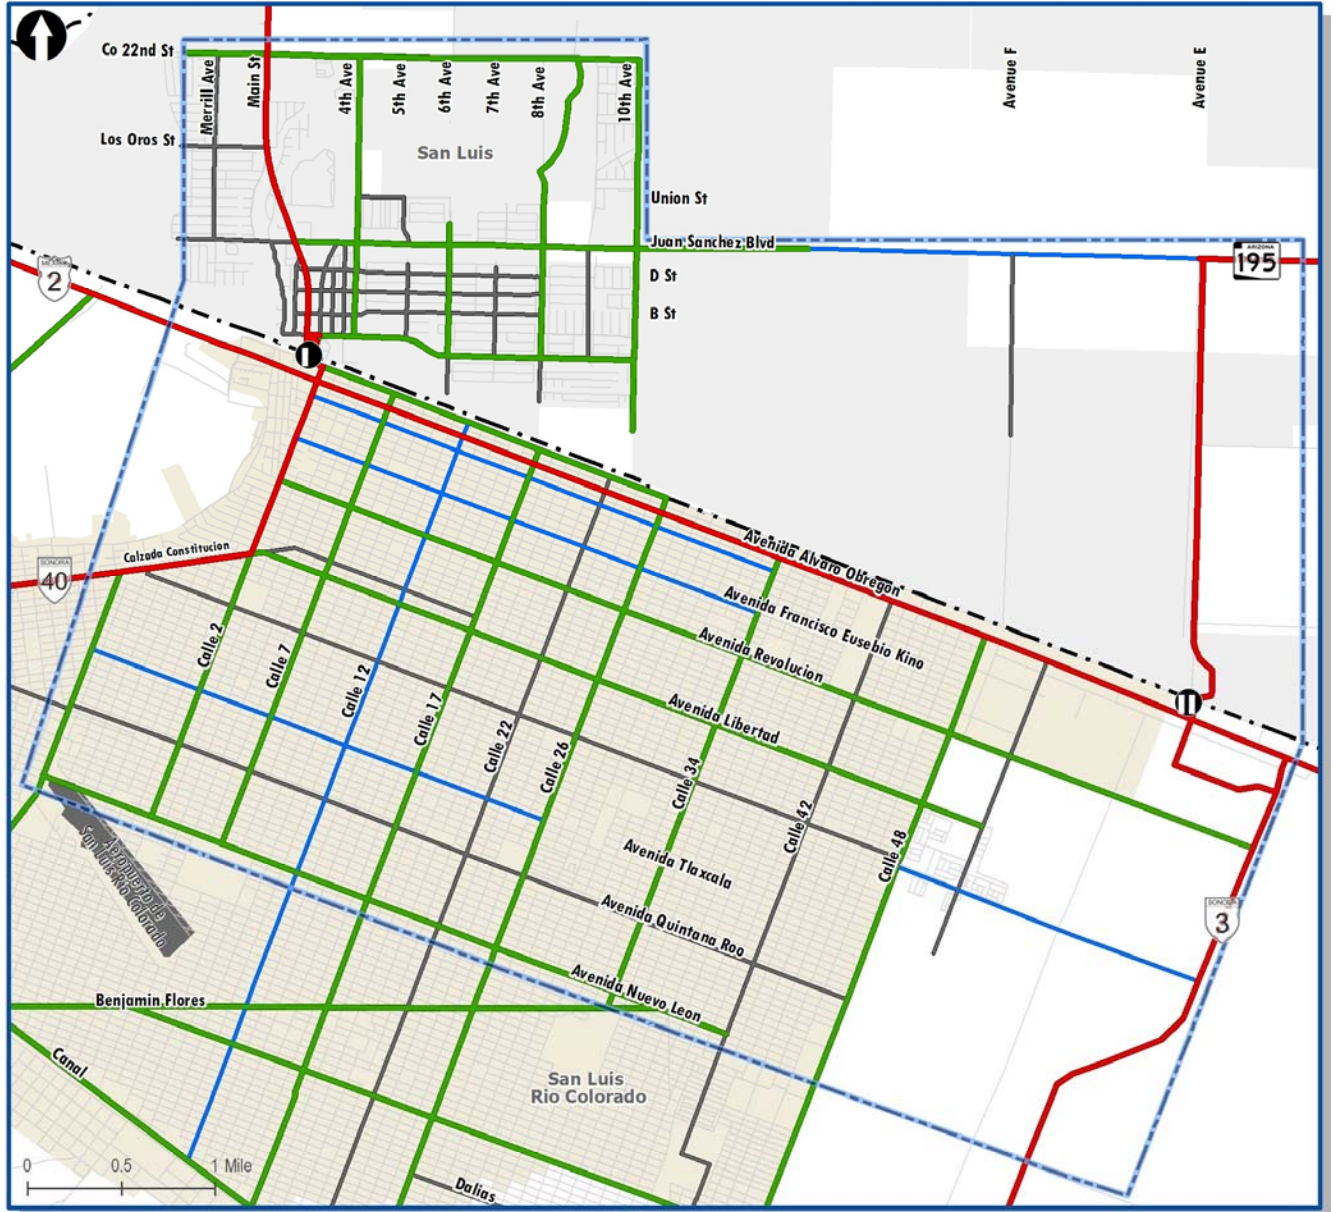 Co 22nd St
Merrill Ave
Main St
4th Ave
5th Ave
6th Ave
7th Ave
8th Ave
10th Ave
Avenue F
Avenue E
Los Oros St
San Luis
Union St
Juan Sanchez Blvd
ARIZONA
195
D St
B St
MEXICO
2
I
Avenida Alvaro Obregon
Calzada Constitucion
SONORA
40
Avenida Francisco Eusebio Kino
Avenida Revolucion
Avenida Libertad
Calle 2
Calle 7
Calle 12
Calle 17
Calle 22
Calle 26
Calle 34
Calle 42
Calle 48
II
Avenida Tlaxcala
Avenida Quintana Roo
Avenida Nuevo Leon
SONORA
3
Aeropuerto de
San Luis Rio Colorado
Benjamin Flores
Canal
San Luis
Rio Colorado
Dalias
0
0.5
1 Mile